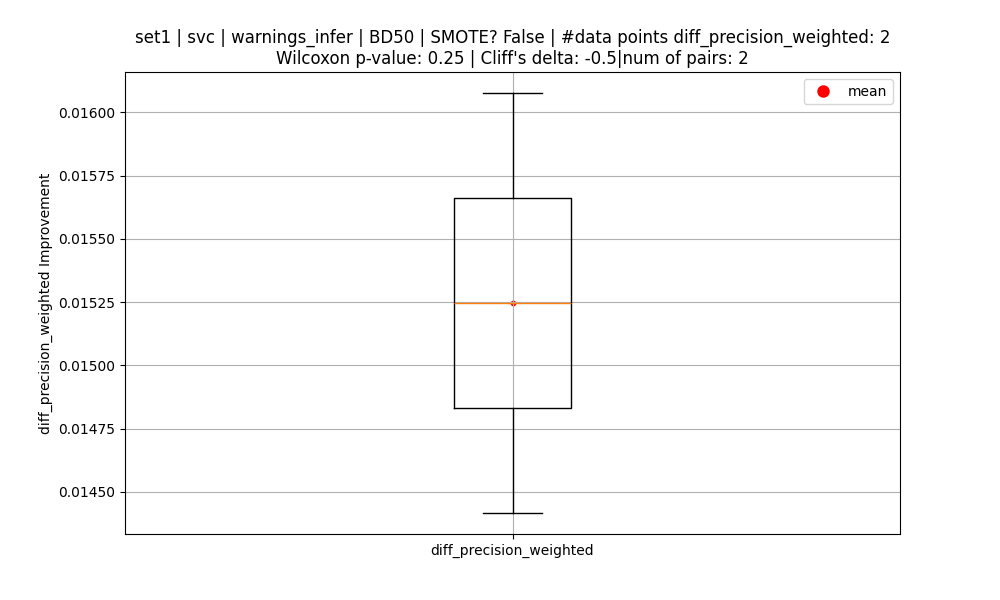 set1 | svc | warnings_infer | BD50 | SMOTE? False | #data points diff_precision_weighted: 2
Wilcoxon p-value: 0.25 | Cliff's delta: -0.5|num of pairs: 2
mean
0.01600
0.01575
0.01550
0.01525
0.01500
0.01475
0.01450
diff_precision_weighted Improvement
diff_precision_weighted